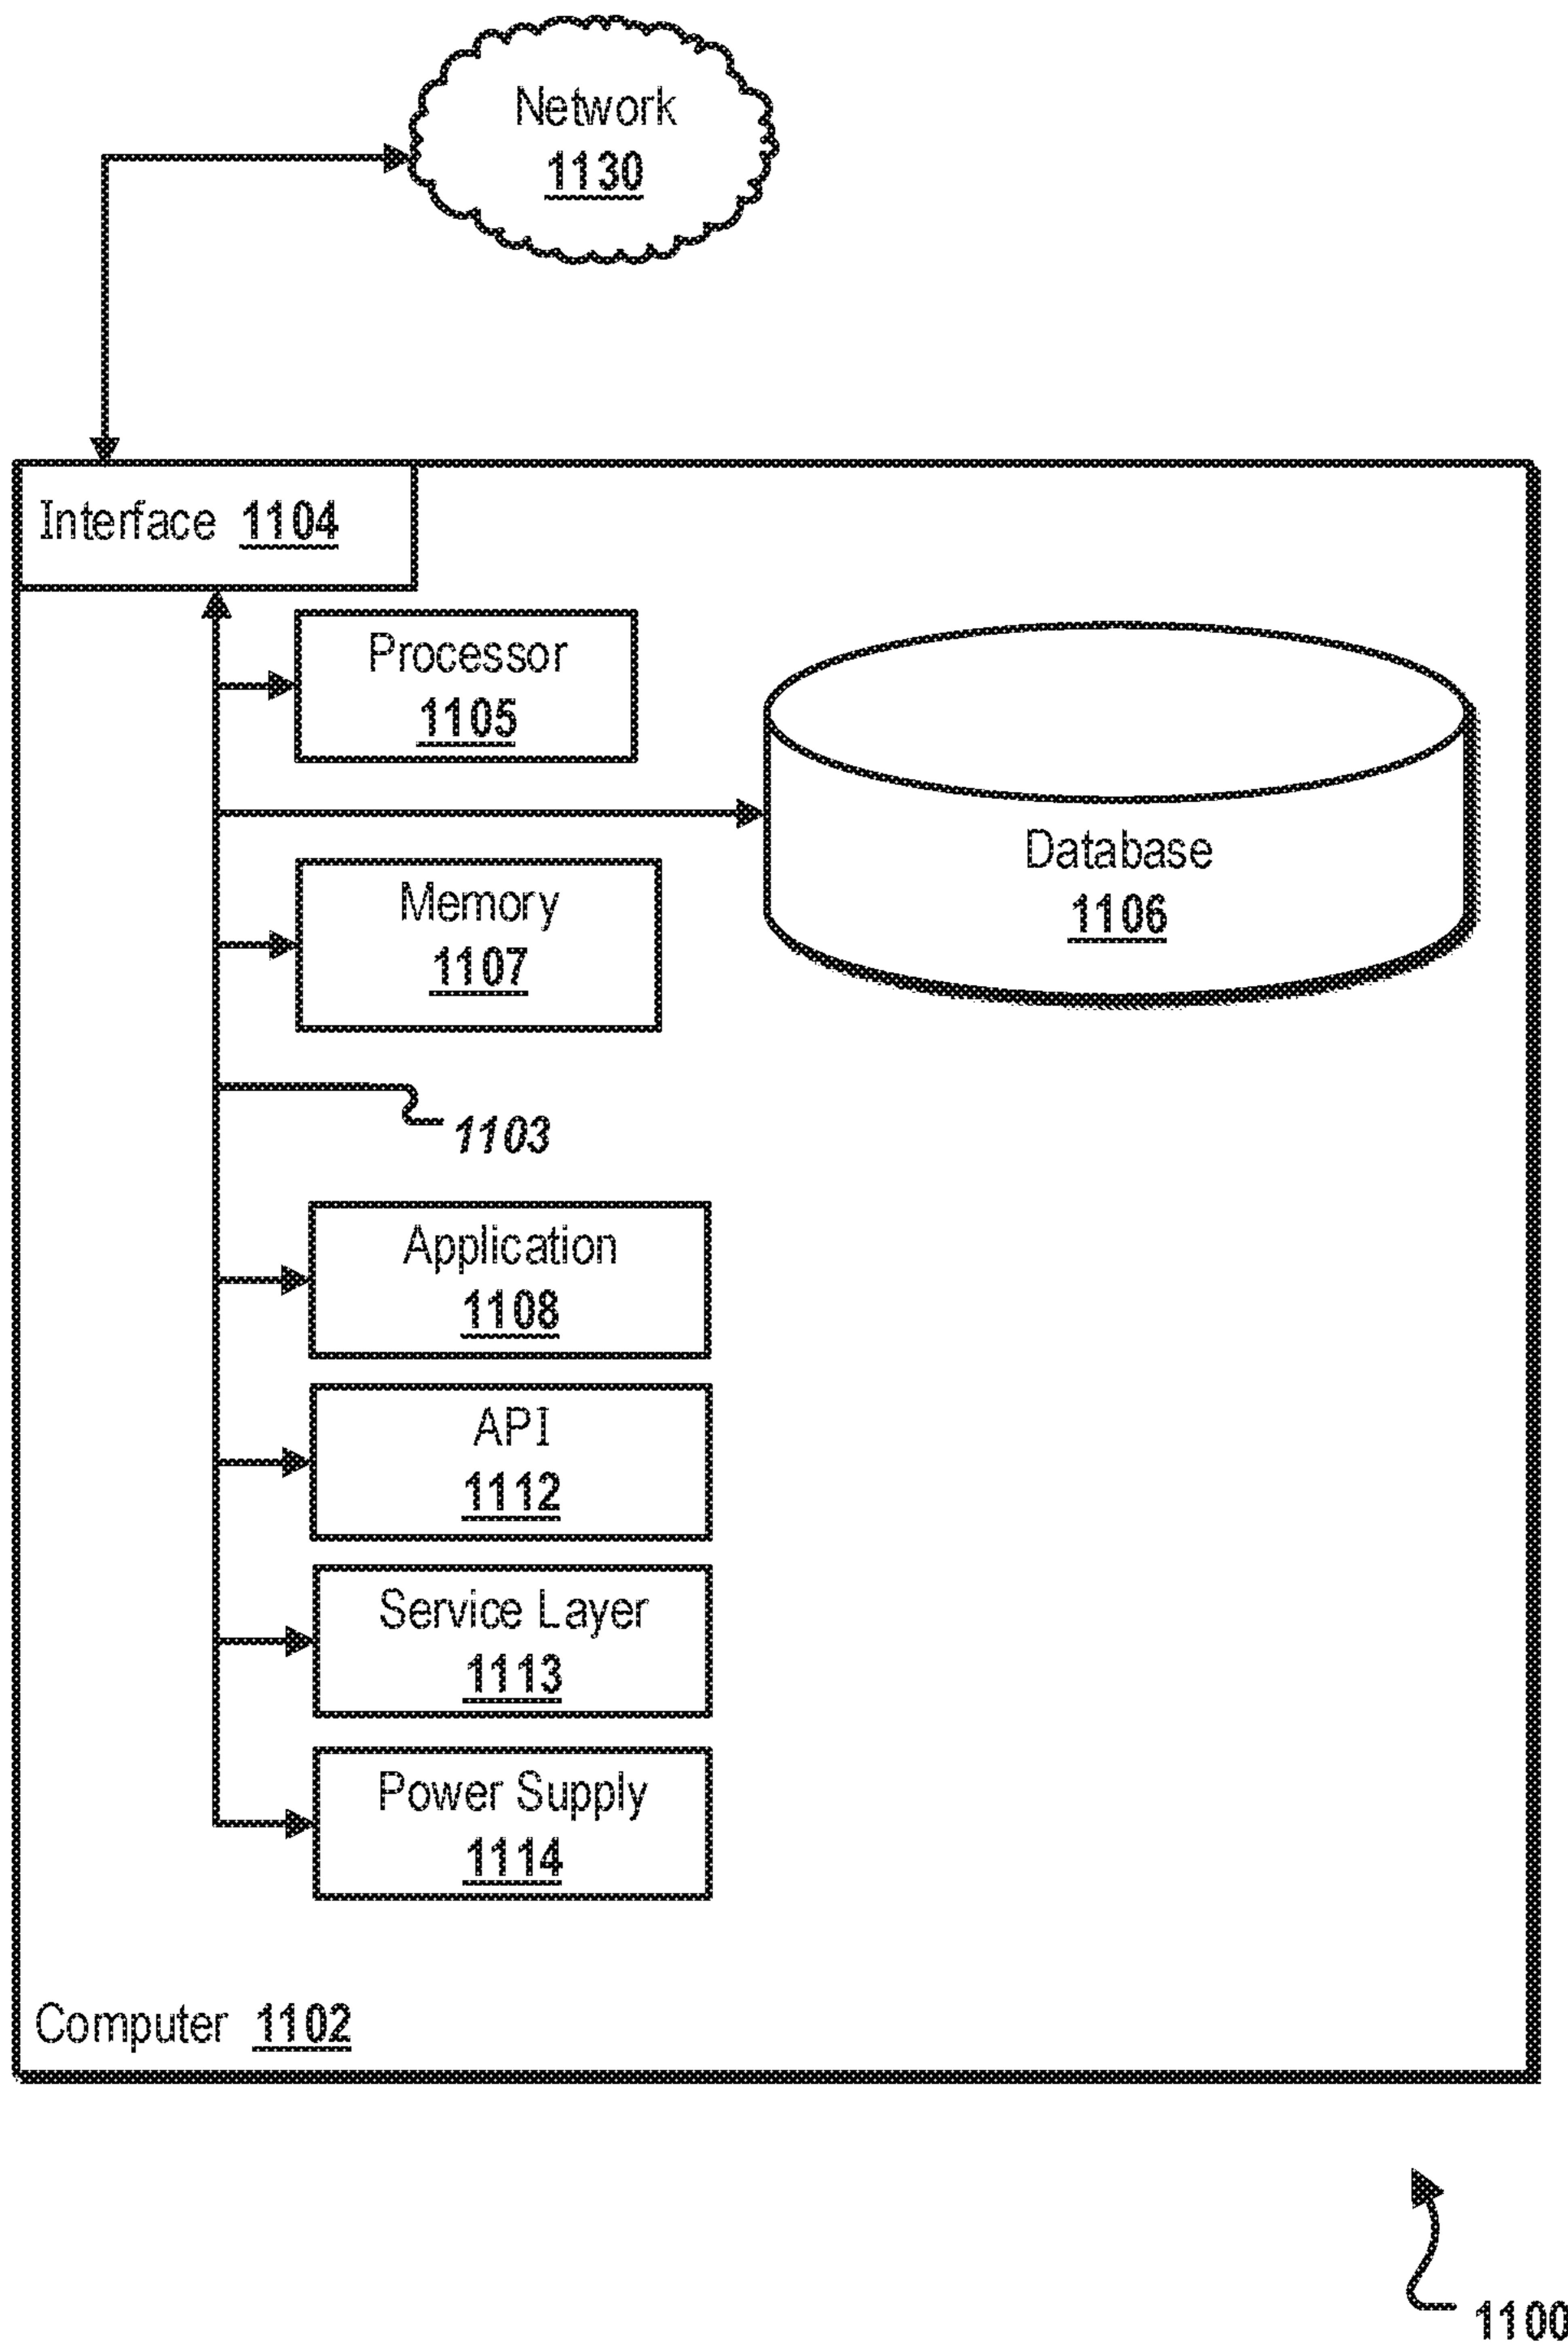 Network
1130
Interface 1104
Processor
1105
Database
1106
Memory
1107
1103
Application
1108
API
1112
Service Layer
1113
Power Supply
1114
Computer 1102
1100